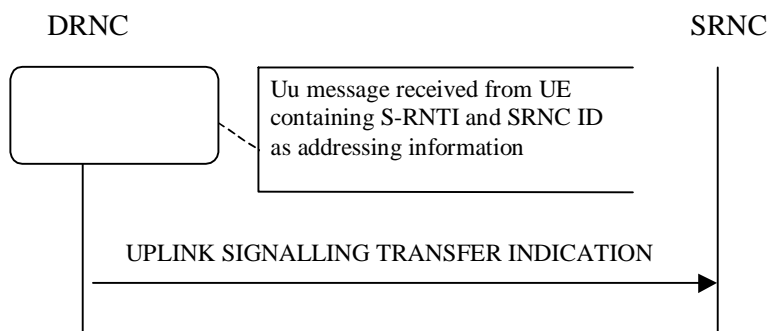 DRNC
SRNC
Uu message received from UE
containing S-RNTI and SRNC ID
as addressing information
UPLINK SIGNALLING TRANSFER INDICATION